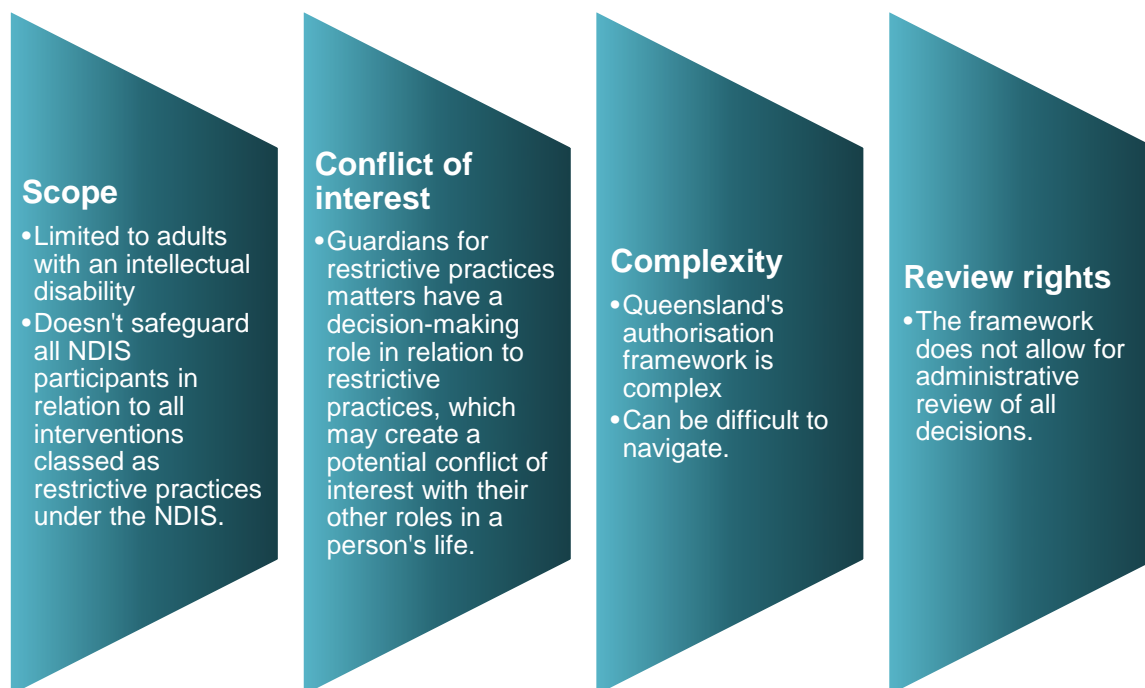 Scope
•Limited to adults
with an intellectual
disability
•Doesn't safeguard
all NDIS
participants in
relation to all
interventions
classed as
restrictive practices
under the NDIS.
Conflict of
interest
•Guardians for
restrictive practices
matters have a
decision-making
role in relation to
restrictive
practices, which
may create a
potential conflict of
interest with their
other roles in a
person's life.
Complexity
•Queensland's
authorisation
framework is
complex
•Can be difficult to
navigate.
Review rights
•The framework
does not allow for
administrative
review of all
decisions.